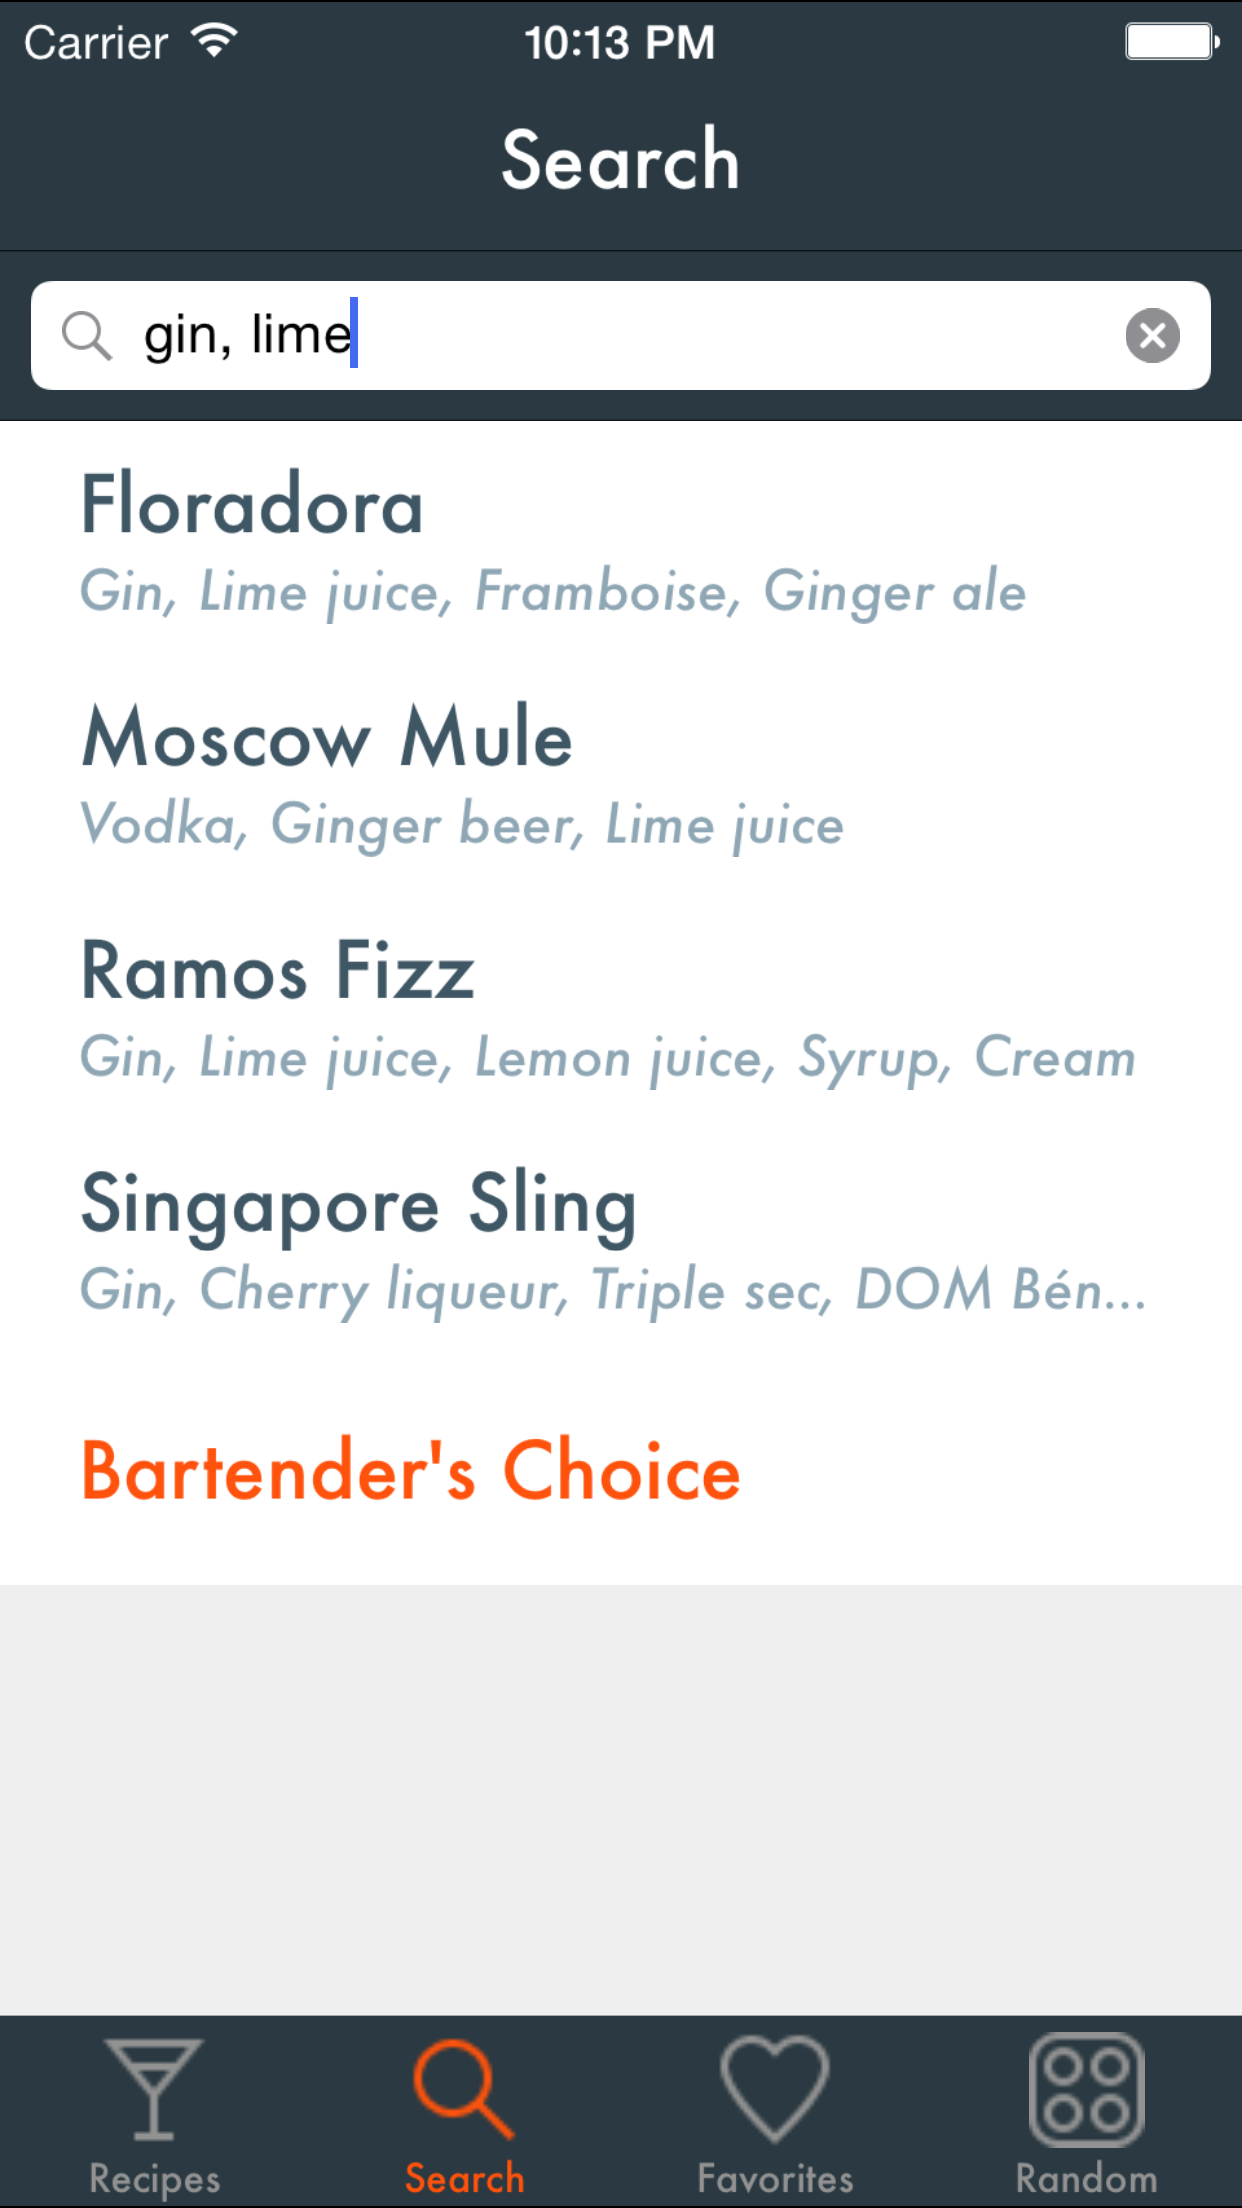 Carrier 10:13 PM
Search
gin, lime
Floradora
Gin, Lime juice, Framboise, Ginger ale
Moscow Mule
Vodka, Ginger beer, Lime juice
Ramos Fizz
Gin, Lime juice, Lemon juice, Syrup, Cream
Singapore Sling
Gin, Cherry liqueur, Triple sec, DOM Bén...
Bartender's Choice
Recipes Search Favorites Random